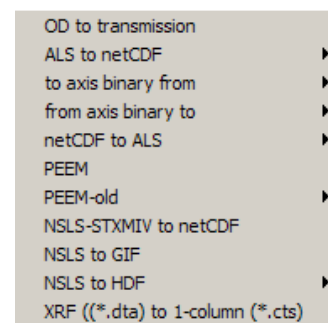 OD to transmission
ALS to netCDF
to axis binary from
from axis binary to
netCDF to ALS
PEEM
PEEM-old
NSLS-STXMIV to netCDF
NSLS to GIF
NSLS to HDF
XRF ((*.dta) to 1-column (*.cts)